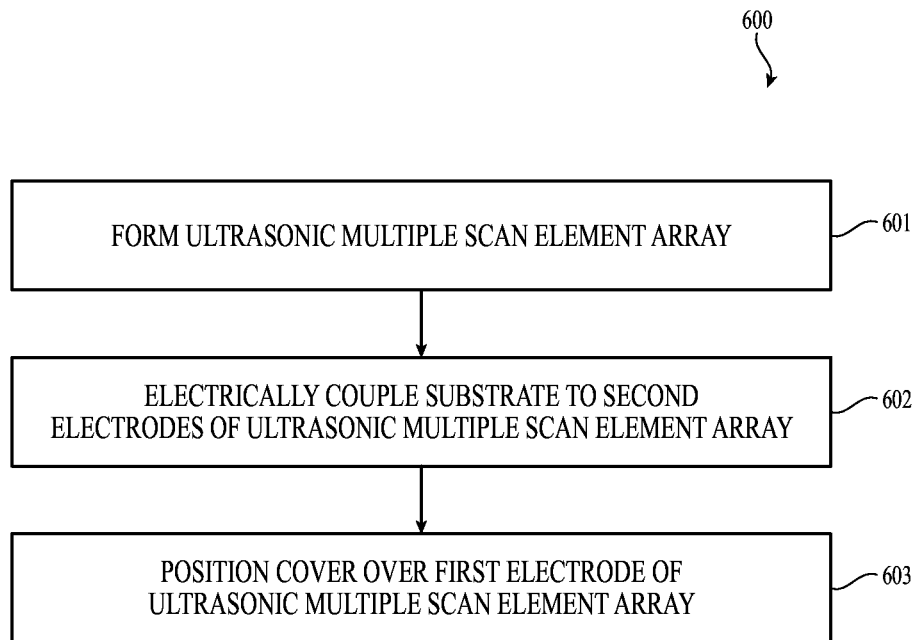 600
FORM ULTRASONIC MULTIPLE SCAN ELEMENT ARRAY
601
ELECTRICALLY COUPLE SUBSTRATE TO SECOND
ELECTRODES OF ULTRASONIC MULTIPLE SCAN ELEMENT ARRAY
602
POSITION COVER OVER FIRST ELECTRODE OF
ULTRASONIC MULTIPLE SCAN ELEMENT ARRAY
603